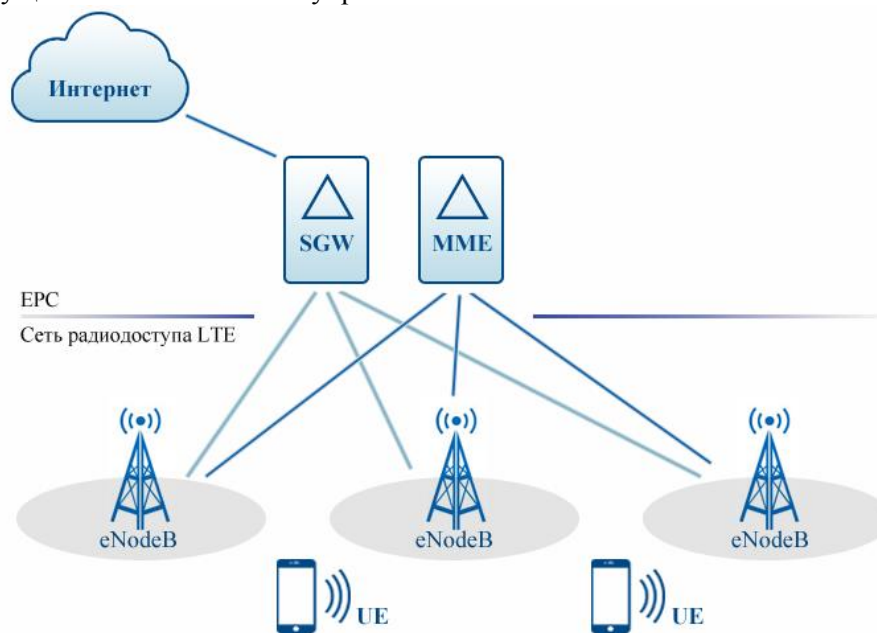 Интернет
SGW
MME
EPC
Сеть радиодоступа LTE
eNodeB
eNodeB
eNodeB
UE
UE